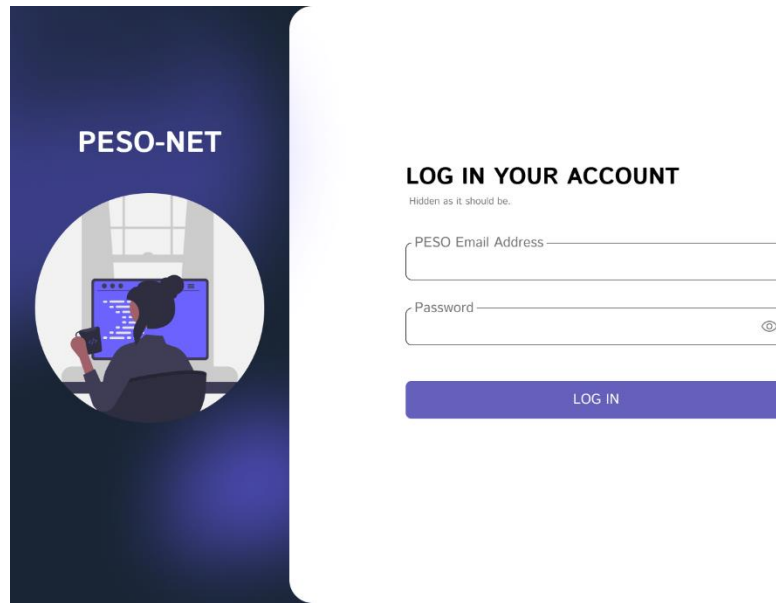 PESO-NET
LOG IN YOUR ACCOUNT
Hidden as it should be.
PESO Email Address
Password
LOG IN